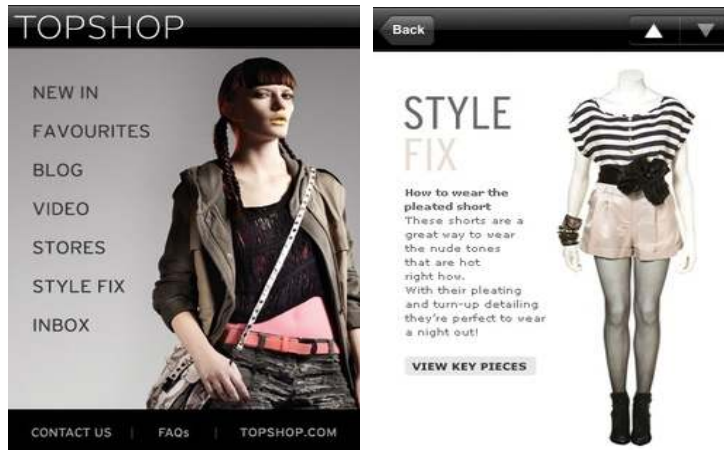 TOPSHOP
NEW IN
FAVOURITES
BLOG
VIDEO
STORES
STYLE FIX
INBOX
CONTACT US | FAQs | TOPSHOP.COM
Back
STYLE
FIX
How to wear the
pleated short
These shorts are a
great way to wear
the nude tones
that are hot
right how.
With their pleating
and turn-up detailing
they're perfect to wear
a night out!
VIEW KEY PIECES